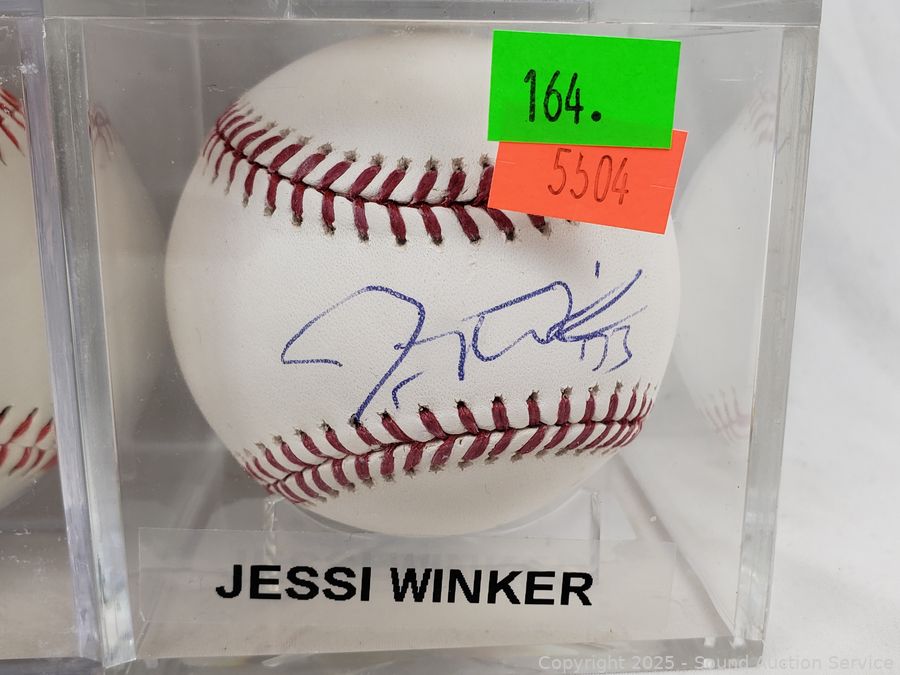 164.
5504
JESSI WINKER
Copyright 2025 - Sound Auction Service